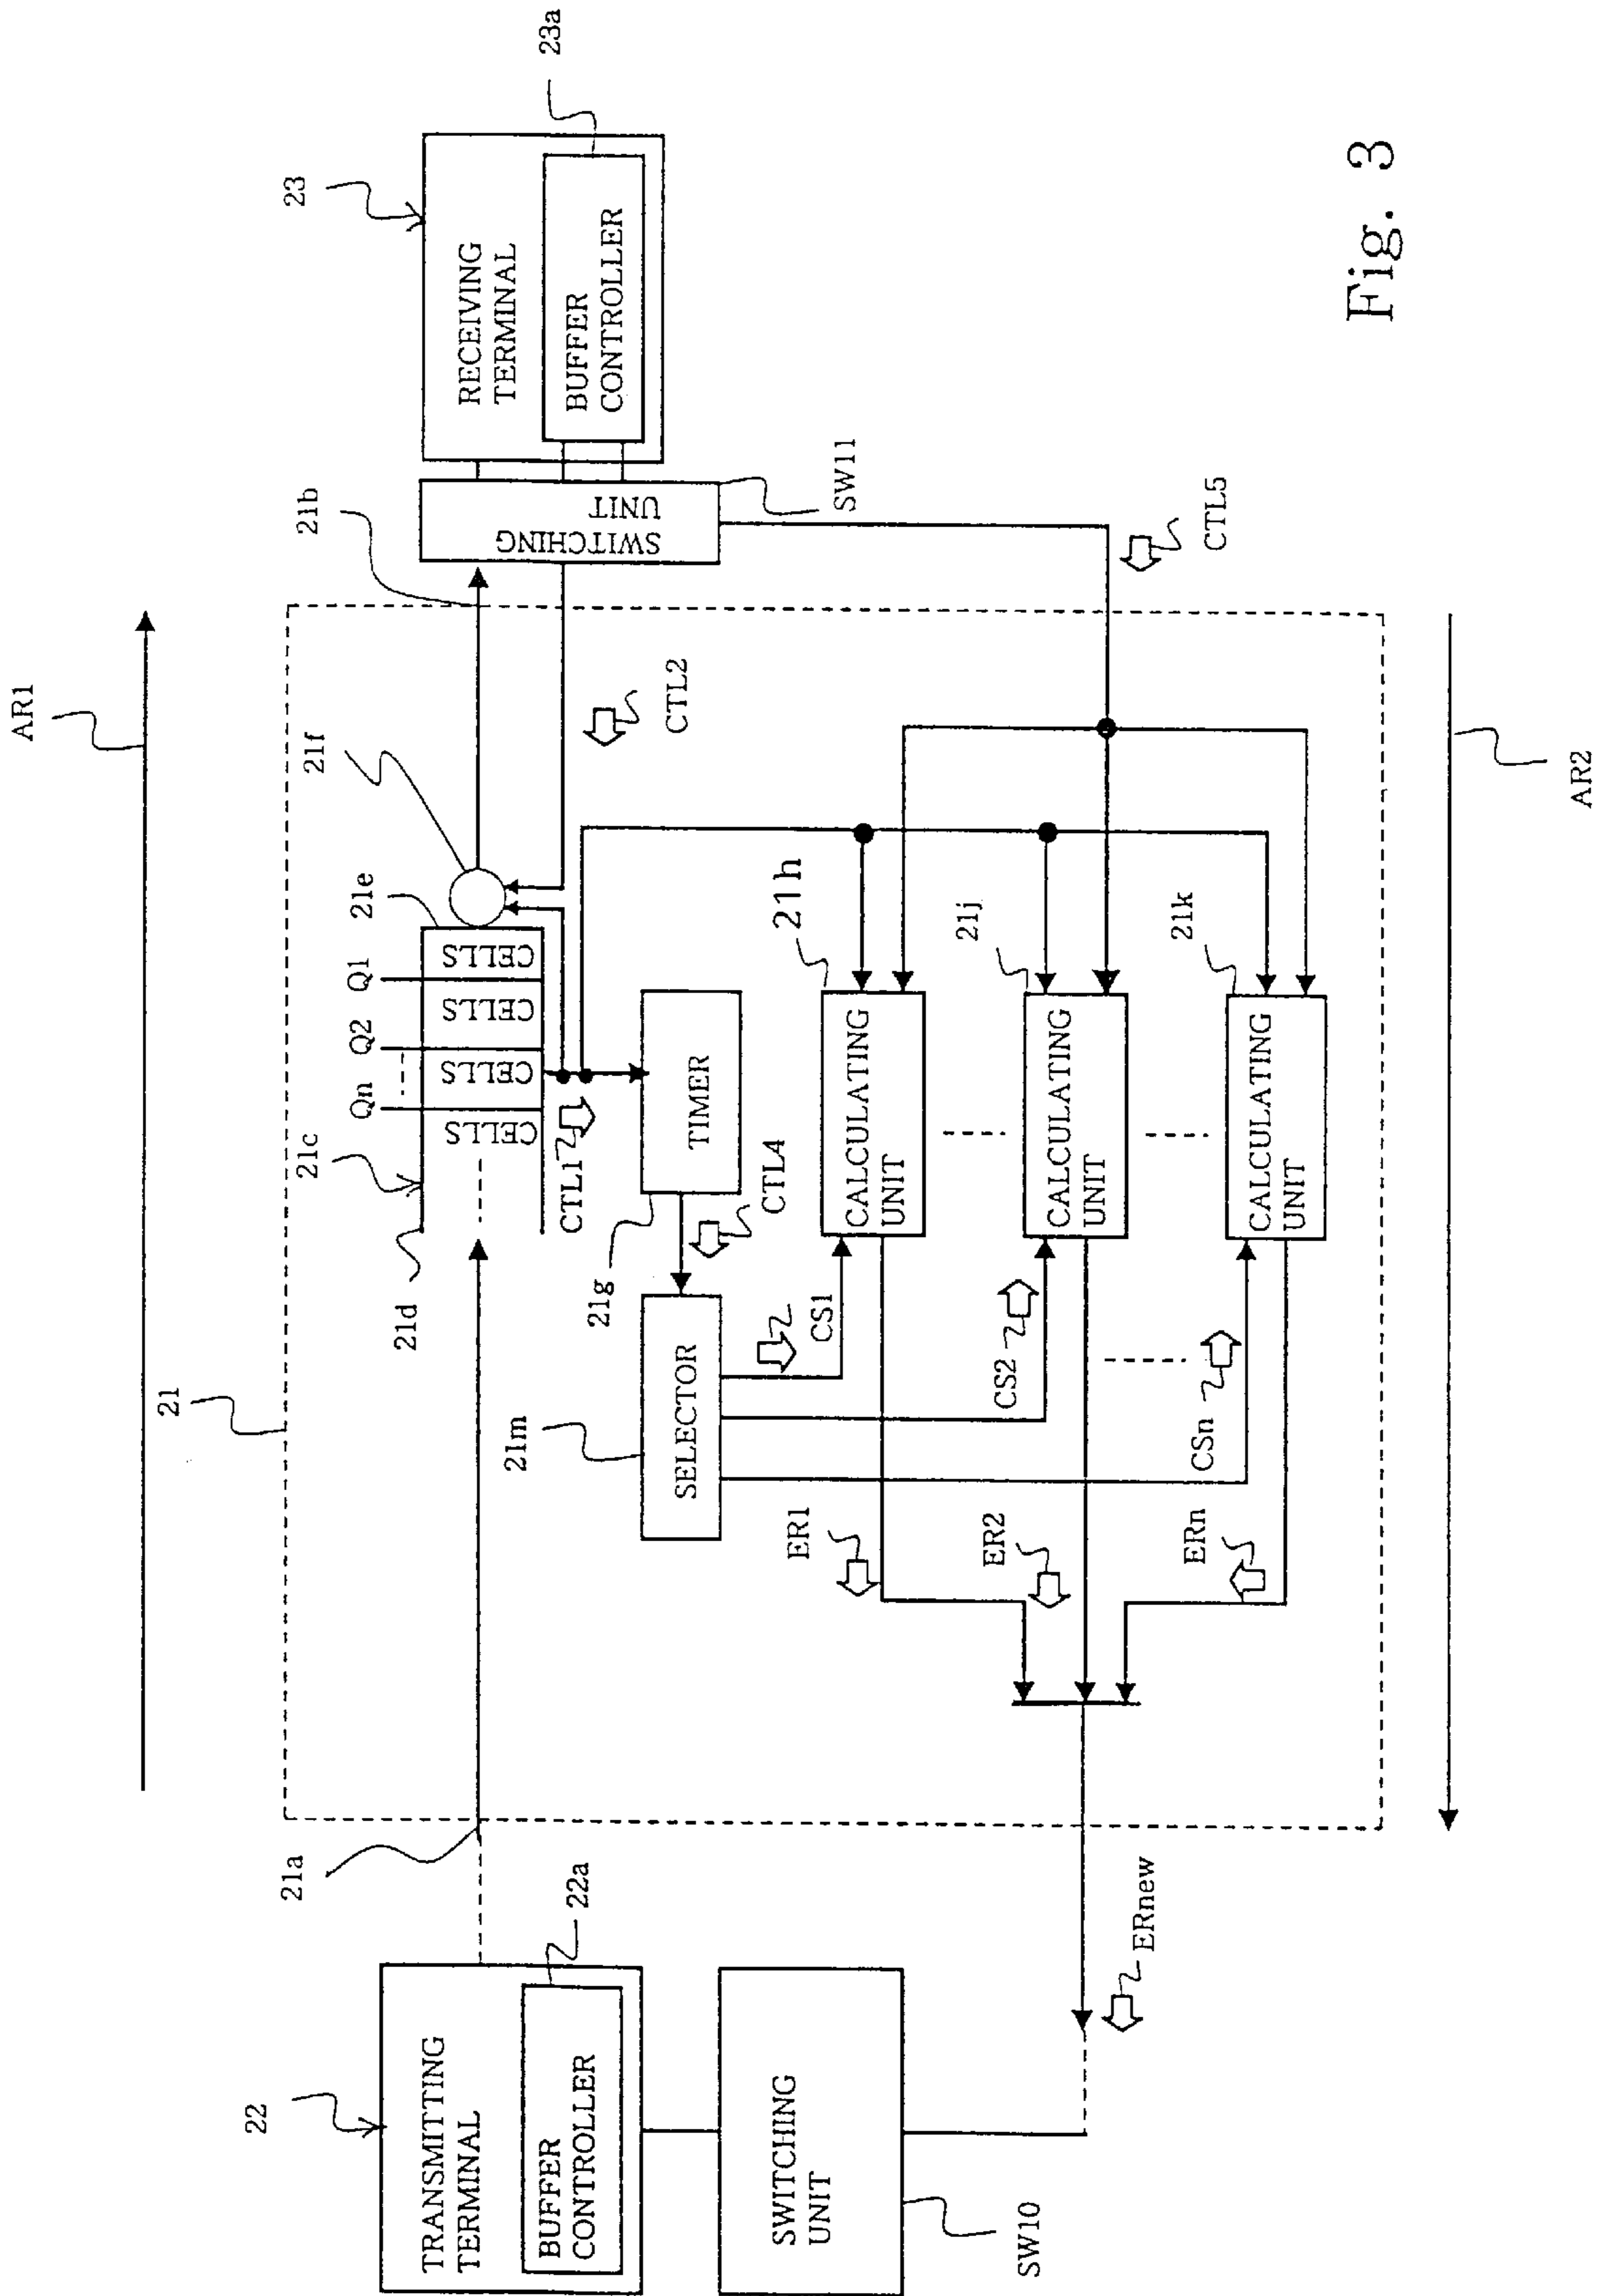 AR1
21
22
TRANSMITTING
TERMINAL
BUFFER
CONTROLLER
22a
21a
SWITCHING
UNIT
SW10
ERnew
21d
21c
Qn
Q2
Q1
21e
21f
21b
CELLS
CELLS
CELLS
CELLS
CTL1
CTL2
TIMER
21g
CTL4
SELECTOR
21m
CS1
CS2
CSn
21h
CALCULATING
UNIT
21j
CALCULATING
UNIT
21k
CALCULATING
UNIT
ER1
ER2
ERn
SWITCHING
UNIT
SW11
CTL5
23
RECEIVING
TERMINAL
BUFFER
CONTROLLER
23a
AR2
Fig. 3